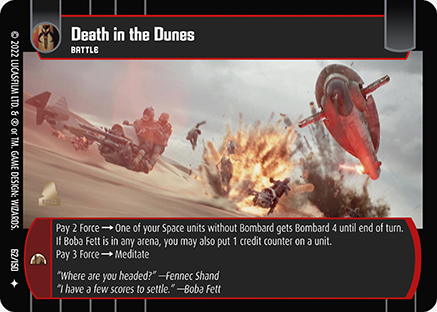 Death in the Dunes
BATTLE
Pay 2 Force → One of your Space units without Bombard gets Bombard 4 until end of turn.
If Boba Fett is in any arena, you may also put 1 credit counter on a unit.
Pay 3 Force → Meditate
"Where are you headed?" —Fennec Shand
"I have a few scores to settle." —Boba Fett
© 2022 LUCASFILM LTD. & ® or TM. GAME DESIGN: WIZARDS.
62/150